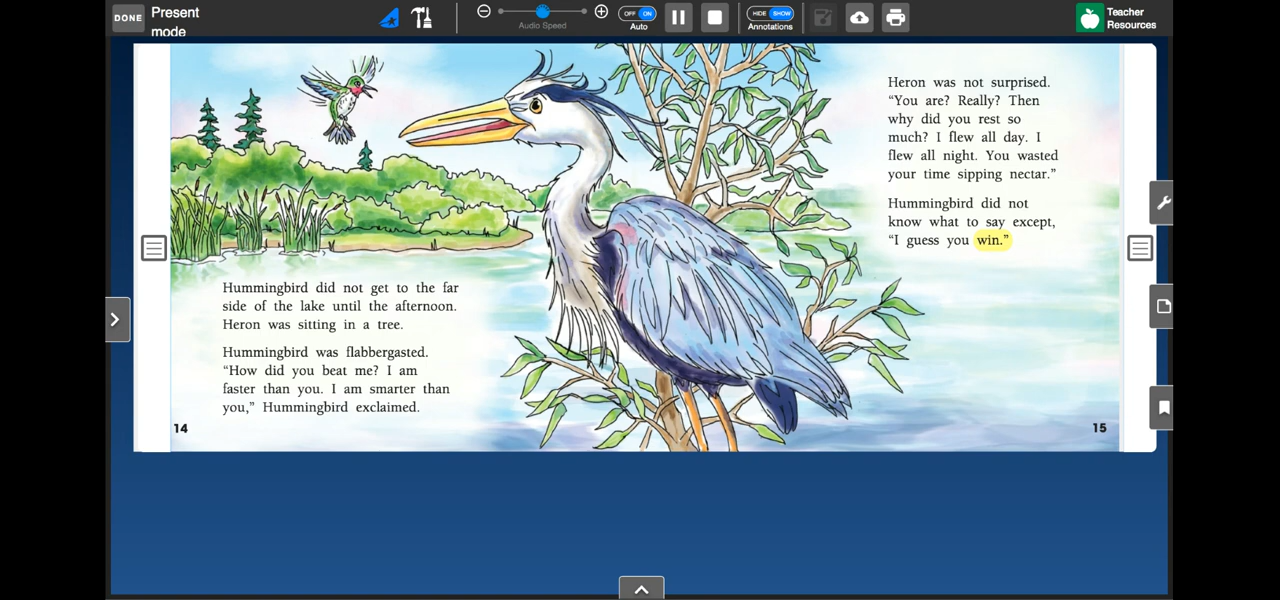 DONE
Present
mode
Audio Speed
OFF ON
Auto
HIDE SHOW
Annotations
Teacher
Resources
Hummingbird did not get to the far
side of the lake until the afternoon.
Heron was sitting in a tree.
Hummingbird was flabbergasted.
“How did you beat me? I am
faster than you. I am smarter than
you,” Hummingbird exclaimed.
14
Heron was not surprised.
“You are? Really? Then
why did you rest so
much? I flew all day. I
flew all night. You wasted
your time sipping nectar.”
Hummingbird did not
know what to say except,
“I guess you win.”
15